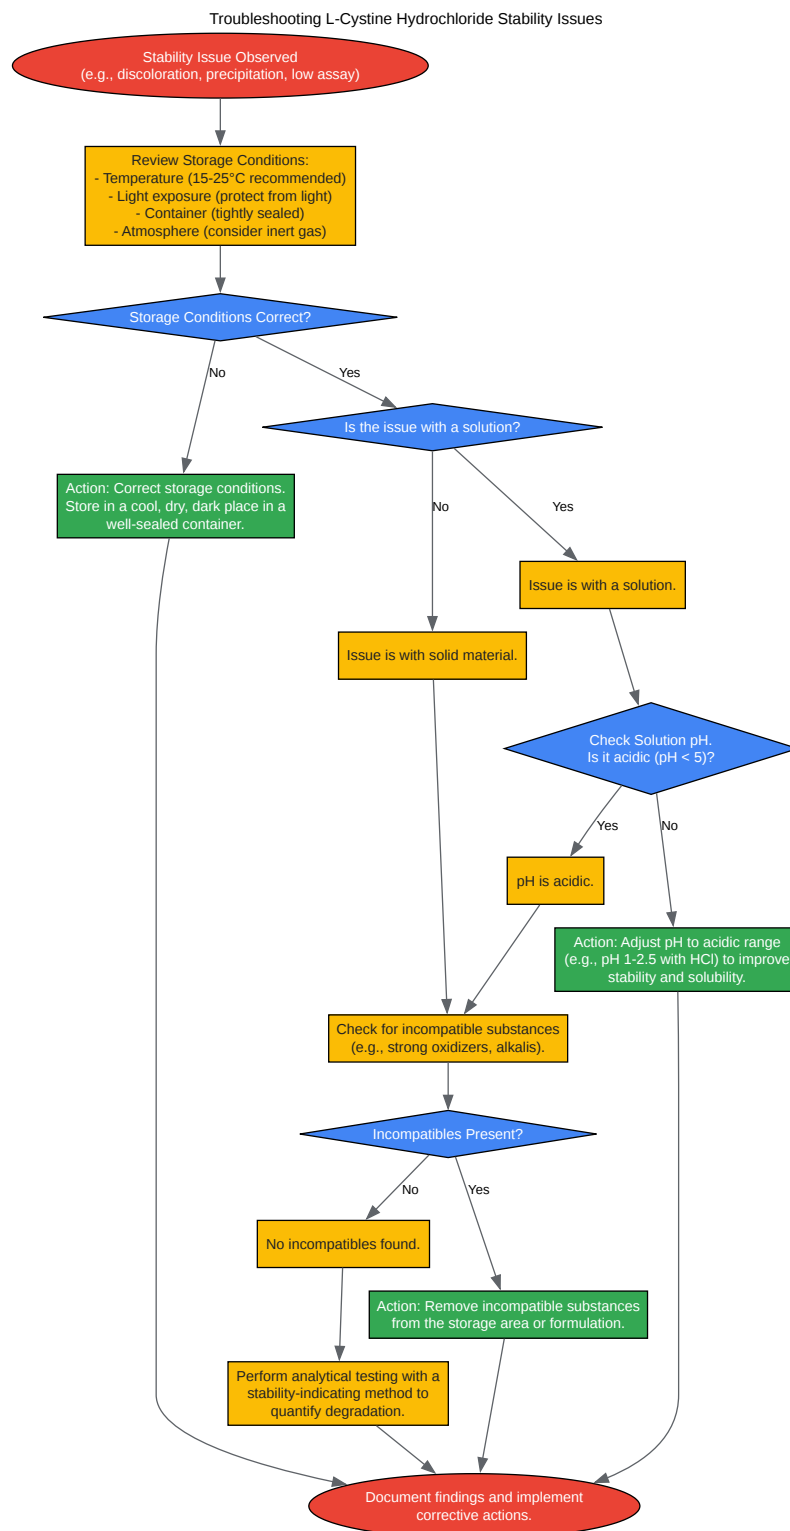 Troubleshooting L-Cystine Hydrochloride Stability Issues
Stability Issue Observed
(e.g., discoloration, precipitation, low assay)
Review Storage Conditions:
- Temperature (15-25°C recommended)
- Light exposure (protect from light)
- Container (tightly sealed)
- Atmosphere (consider inert gas)
Storage Conditions Correct?
No
Yes
Is the issue with a solution?
Action: Correct storage conditions.
Store in a cool, dry, dark place in a
well-sealed container.
No
Yes
Issue is with a solution.
Issue is with solid material.
Check Solution pH.
Is it acidic (pH < 5)?
Yes
No
pH is acidic.
Action: Adjust pH to acidic range
(e.g., pH 1-2.5 with HCl) to improve
stability and solubility.
Check for incompatible substances
(e.g., strong oxidizers, alkalis).
Incompatibles Present?
No
Yes
No incompatibles found.
Action: Remove incompatible substances
from the storage area or formulation.
Perform analytical testing with a
stability-indicating method to
quantify degradation.
Document findings and implement
corrective actions.